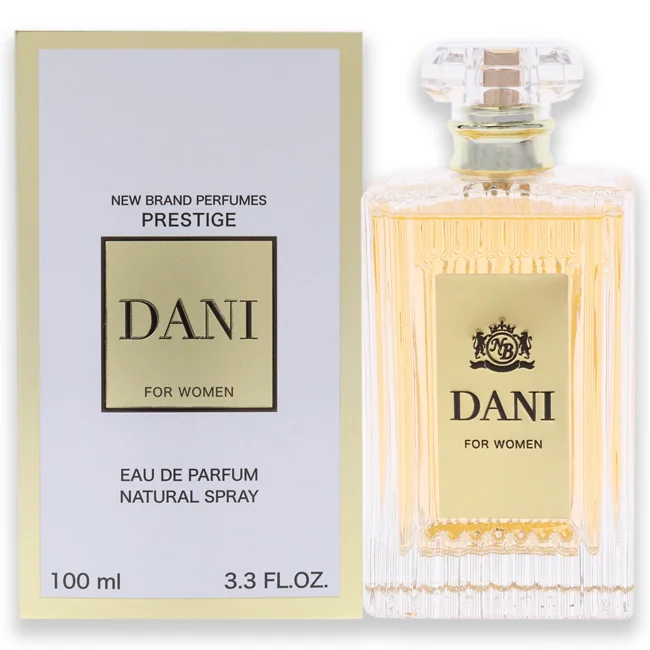 NEW BRAND PERFUMES
PRESTIGE
DANI
FOR WOMEN
EAU DE PARFUM
NATURAL SPRAY
100 ml 3.3 FL.OZ.
NB
DANI
FOR WOMEN